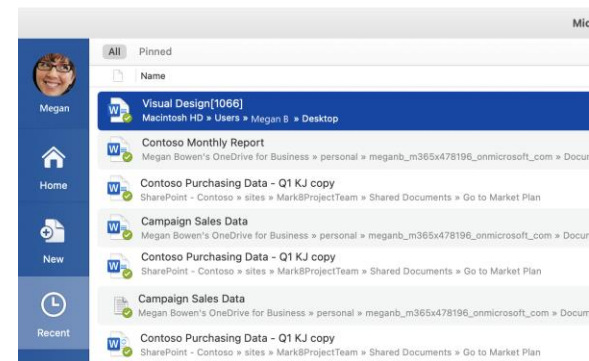 Mic
All Pinned
Name
Megan
Visual Design[1066]
Macintosh HD » Users » Megan B » Desktop
Contoso Monthly Report
Megan Bowen's OneDrive for Business » personal » meganb_m365x478196_onmicrosoft_com » Docum
Home
Contoso Purchasing Data - Q1 KJ copy
SharePoint - Contoso » sites » Mark8ProjectTeam » Shared Documents » Go to Market Plan
Campaign Sales Data
Megan Bowen's OneDrive for Business » personal » meganb_m365x478196_onmicrosoft_com » Docum
New
Contoso Purchasing Data - Q1 KJ copy
SharePoint - Contoso » sites » Mark8ProjectTeam » Shared Documents » Go to Market Plan
Campaign Sales Data
Megan Bowen's OneDrive for Business » personal » meganb_m365x478196_onmicrosoft_com » Docum
Recent
Contoso Purchasing Data - Q1 KJ copy
SharePoint - Contoso » sites » Mark8ProjectTeam » Shared Documents » Go to Market Plan